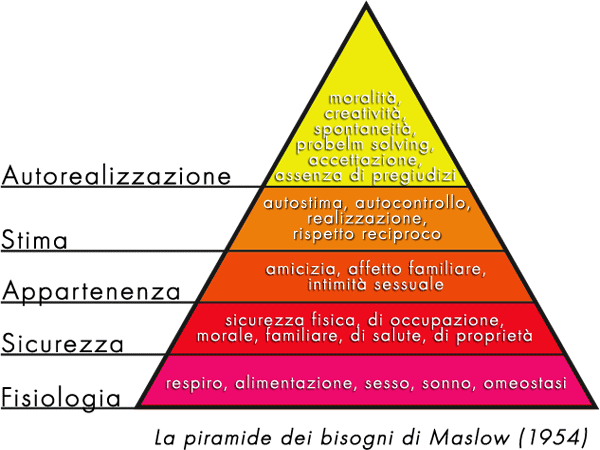 moralità,
creatività,
spontaneità,
probelm solving,
accettazione,
assenza di pregiudizi
Autorealizzazione
autostima, autocontrollo,
realizzazione,
rispetto reciproco
Stima
amicizia, affetto familiare,
intimità sessuale
Appartenenza
sicurezza fisica, di occupazione,
morale, familiare, di salute, di proprietà
Sicurezza
respiro, alimentazione, sesso, sonno, omeostasi
Fisiologia
La piramide dei bisogni di Maslow (1954)